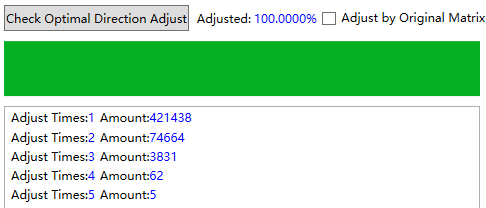 Check Optimal Direction Adjust Adjusted: 100.0000% Adjust by Original Matrix
Adjust Times:1 Amount:421438
Adjust Times:2 Amount:74664
Adjust Times:3 Amount:3831
Adjust Times:4 Amount:62
Adjust Times:5 Amount:5